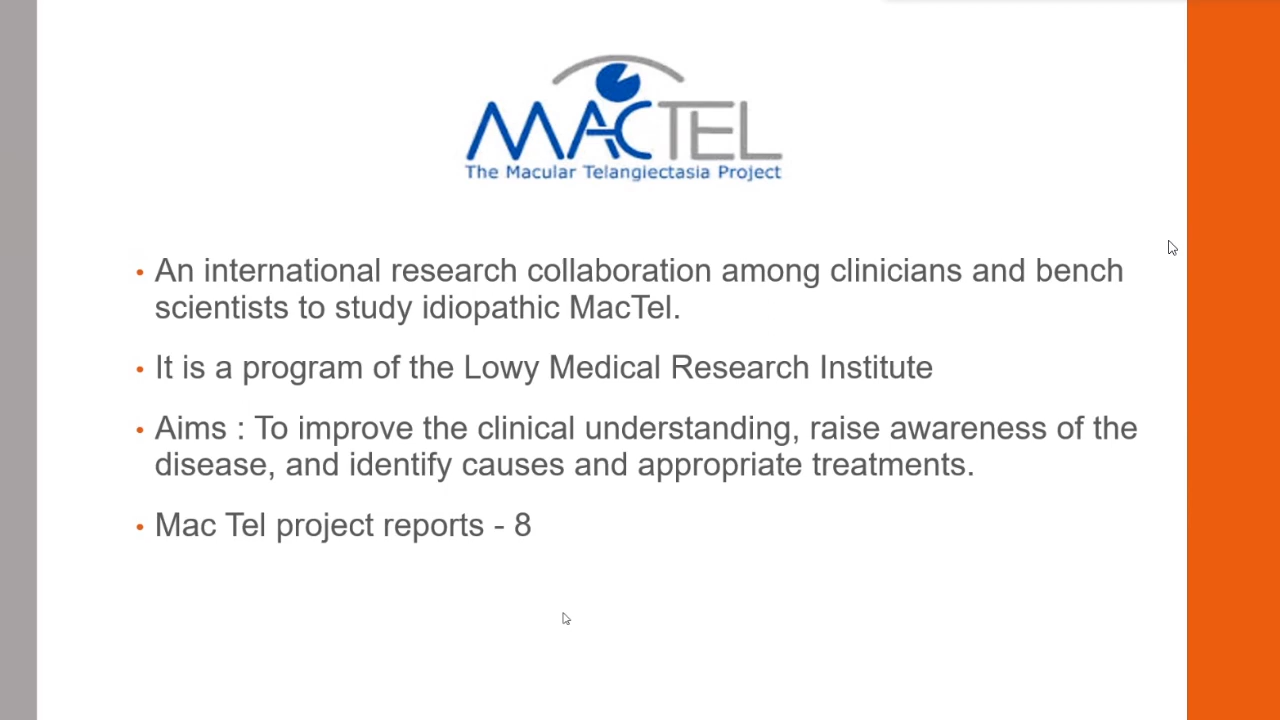 MACTEL
The Macular Telangiectasia Project
• An international research collaboration among clinicians and bench
scientists to study idiopathic MacTel.
• It is a program of the Lowy Medical Research Institute
• Aims : To improve the clinical understanding, raise awareness of the
disease, and identify causes and appropriate treatments.
• Mac Tel project reports - 8